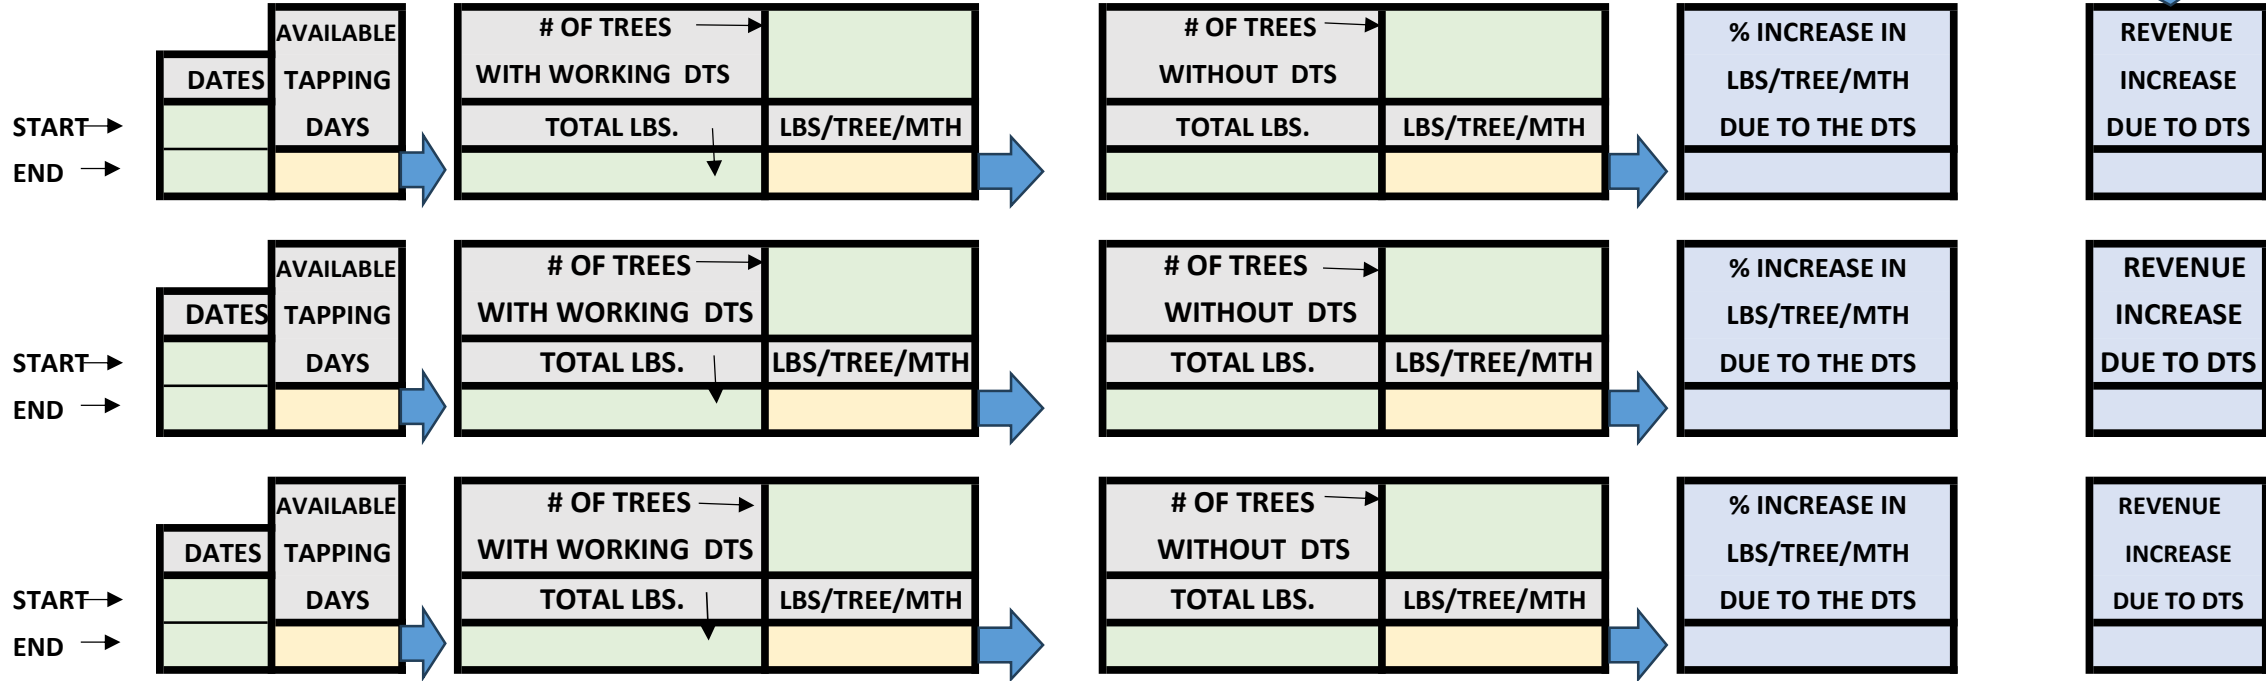 AVAILABLE # OF TREES # OF TREES % INCREASE IN REVENUE
DATES TAPPING WITH WORKING DTS WITHOUT DTS LBS/TREE/MTH INCREASE
START DAYS TOTAL LBS. LBS/TREE/MTH TOTAL LBS. LBS/TREE/MTH DUE TO THE DTS DUE TO DTS
END
AVAILABLE # OF TREES # OF TREES % INCREASE IN REVENUE
DATES TAPPING WITH WORKING DTS WITHOUT DTS LBS/TREE/MTH INCREASE
START DAYS TOTAL LBS. LBS/TREE/MTH TOTAL LBS. LBS/TREE/MTH DUE TO THE DTS DUE TO DTS
END
AVAILABLE # OF TREES # OF TREES % INCREASE IN REVENUE
DATES TAPPING WITH WORKING DTS WITHOUT DTS LBS/TREE/MTH INCREASE
START DAYS TOTAL LBS. LBS/TREE/MTH TOTAL LBS. LBS/TREE/MTH DUE TO THE DTS DUE TO DTS
END